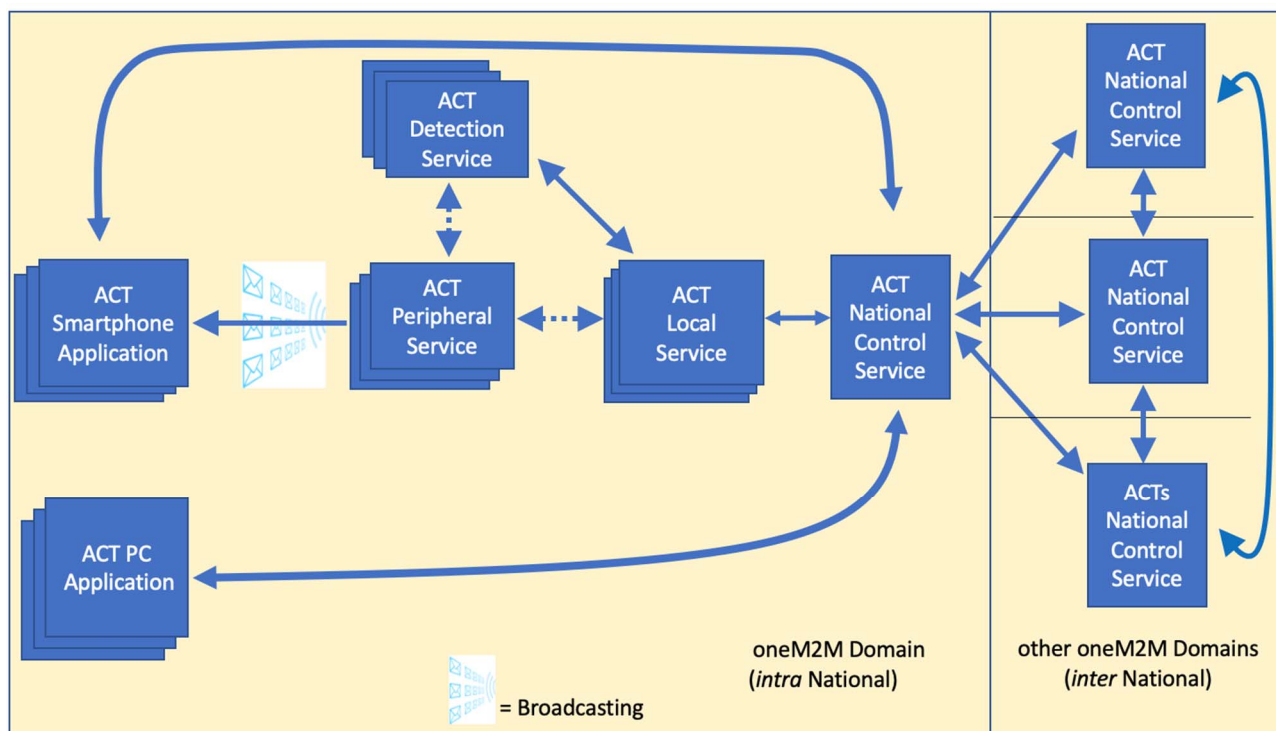 ACT
Detection
Service
ACT
Smartphone
Application
ACT
Peripheral
Service
ACT
Local
Service
ACT
National
Control
Service
ACT PC
Application
= Broadcasting
oneM2M Domain
(intra National)
ACT
National
Control
Service
ACT
National
Control
Service
ACTs
National
Control
Service
other oneM2M Domains
(inter National)